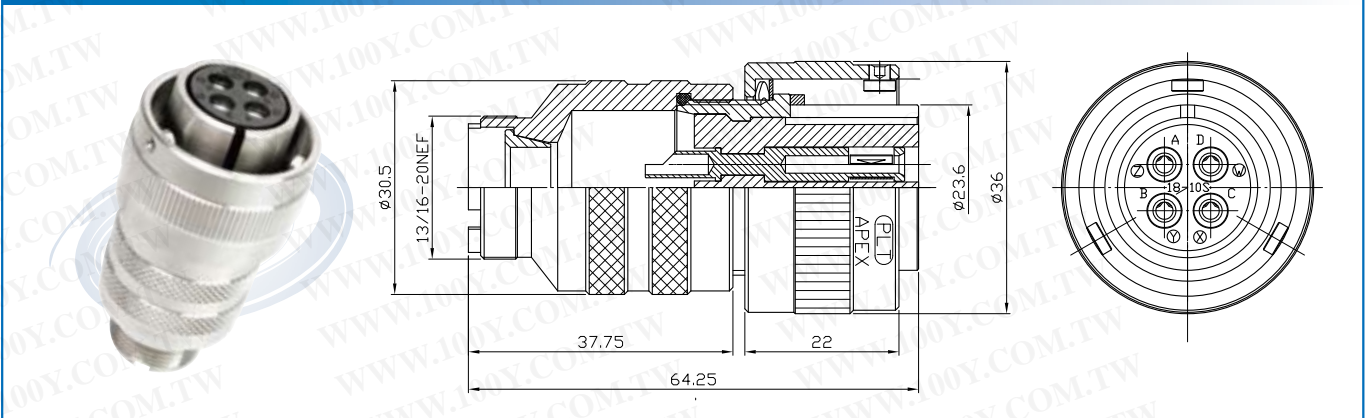 WWW.100Y.COM.TW
ø30.5
13/16-20NEF
37.75
64.25
22
ø23.6
ø36
PLT
APEX
A D
Z W
18-10S
B C
Y X